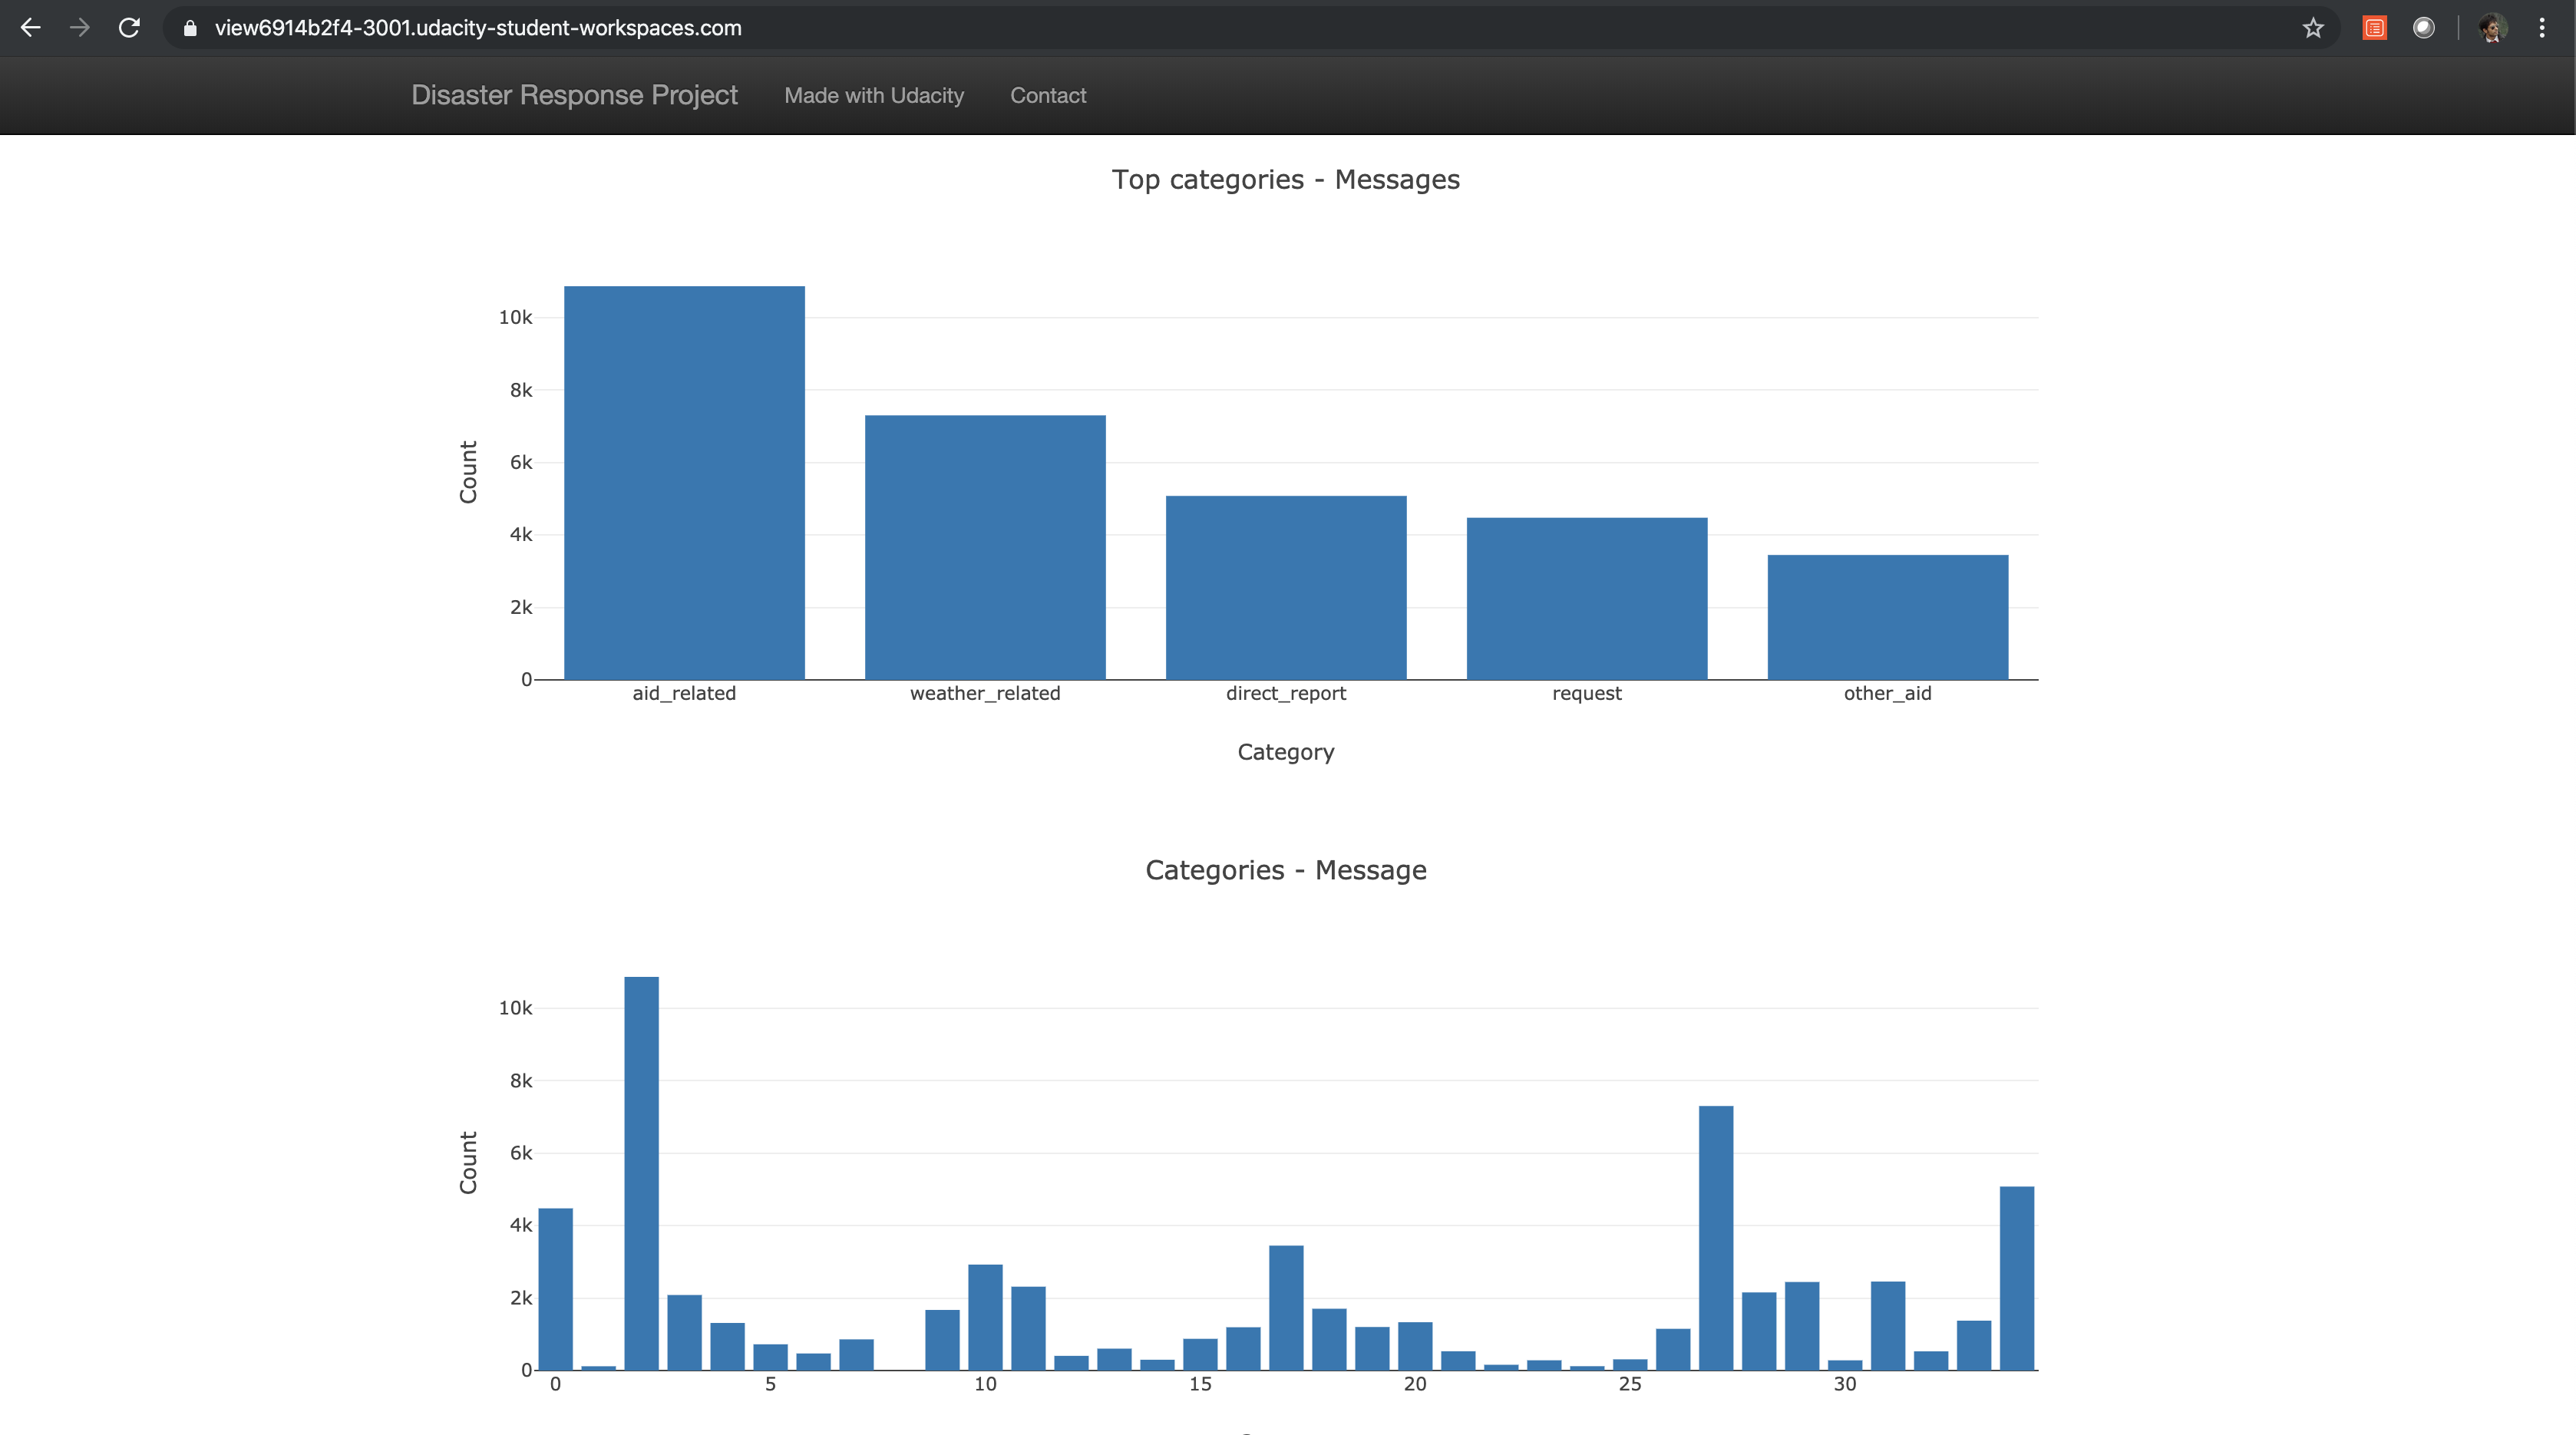 view6914b2f4-3001.udacity-student-workspaces.com
Disaster Response Project Made with Udacity Contact
Top categories - Messages
10k
8k
6k
4k
2k
0
Count
aid_related weather_related direct_report request other_aid
Category
Categories - Message
10k
8k
6k
4k
2k
0
Count
0 5 10 15 20 25 30